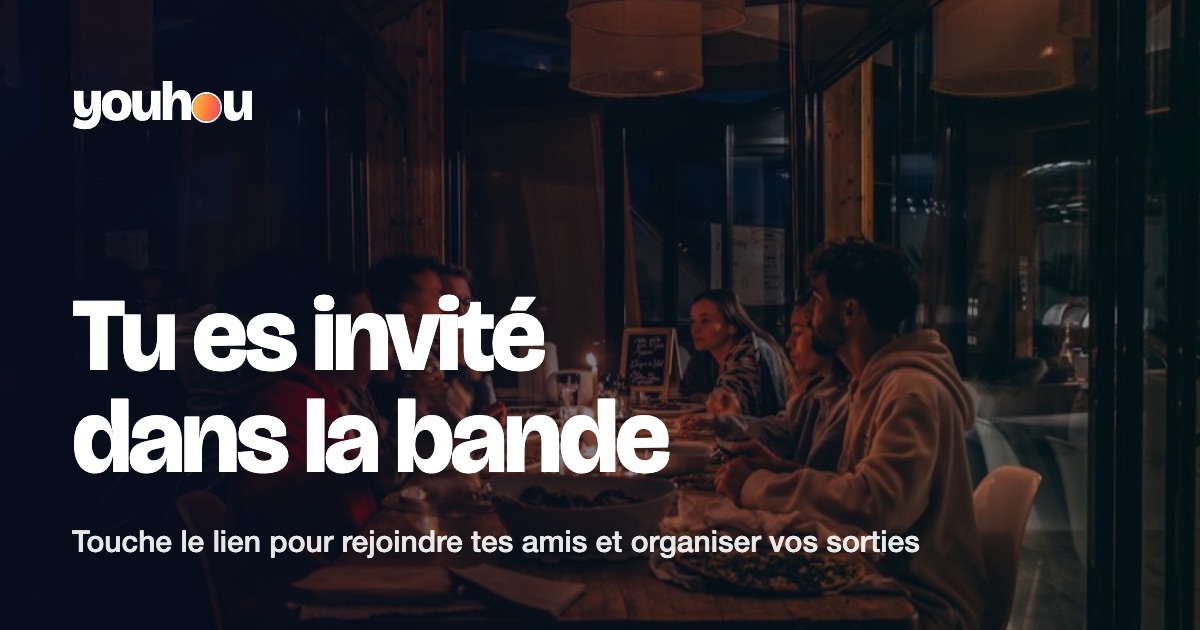 youhou
Tu es invité
dans la bande
Touche le lien pour rejoindre tes amis et organiser vos sorties